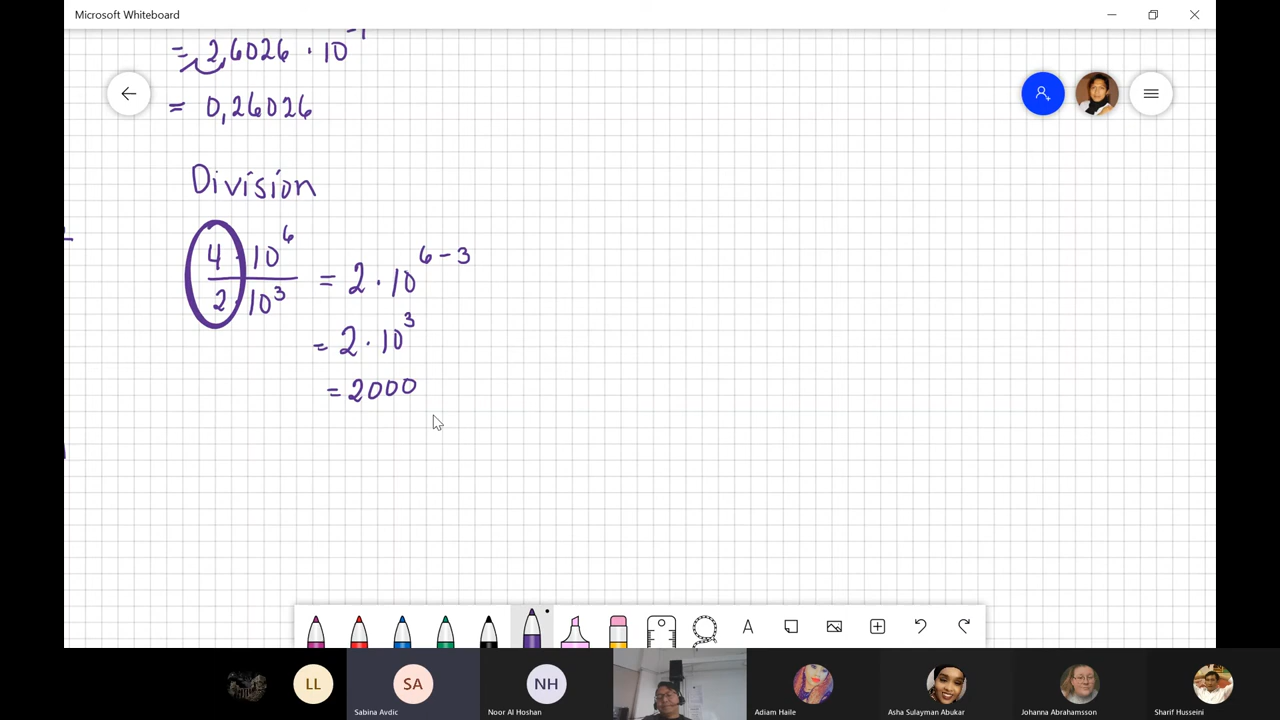 Microsoft Whiteboard
= 2,6026 · 10⁻¹
= 0,26026
Division
4 · 10⁶ / 2 · 10³ = 2 · 10⁶⁻³
= 2 · 10³
= 2000
A
LL
SA
NH
Sabina Avdic
Noor Al Hoshan
Adiam Haile
Asha Sulayman Abukar
Johanna Abrahamsson
Sharif Husseini